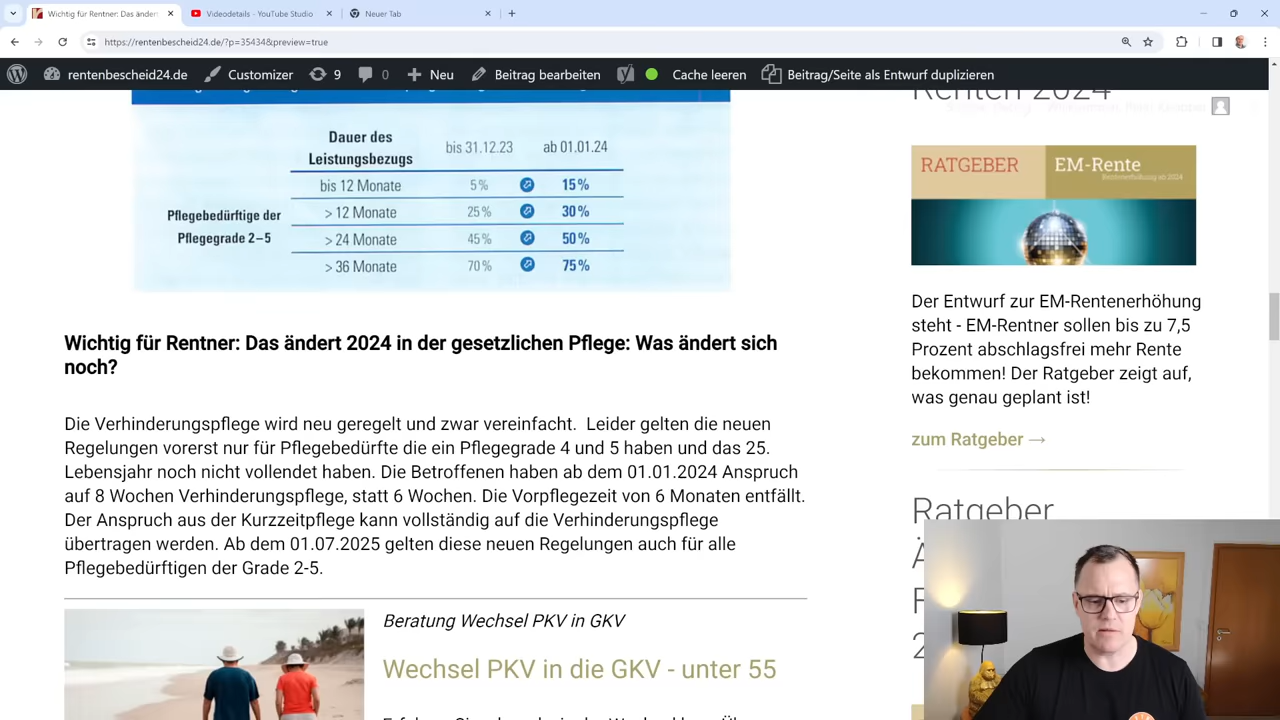 Wichtig für Rentner: Das ändert
Videodetails - YouTube Studio
Neuer Tab
https://rentenbescheid24.de/?p=35434&preview=true
rentenbescheid24.de
Customizer
9
0
Neu
Beitrag bearbeiten
Cache leeren
Beitrag/Seite als Entwurf duplizieren
Dauer des
Leistungsbezugs
bis 31.12.23
ab 01.01.24
bis 12 Monate 5 % 15 %
> 12 Monate 25 % 30 %
> 24 Monate 45 % 50 %
> 36 Monate 70 % 75 %
Pflegebedürftige der
Pflegegrade 2–5
Wichtig für Rentner: Das ändert 2024 in der gesetzlichen Pflege: Was ändert sich
noch?
Die Verhinderungspflege wird neu geregelt und zwar vereinfacht.  Leider gelten die neuen
Regelungen vorerst nur für Pflegebedürfte die ein Pflegegrade 4 und 5 haben und das 25.
Lebensjahr noch nicht vollendet haben. Die Betroffenen haben ab dem 01.01.2024 Anspruch
auf 8 Wochen Verhinderungspflege, statt 6 Wochen. Die Vorpflegezeit von 6 Monaten entfällt.
Der Anspruch aus der Kurzzeitpflege kann vollständig auf die Verhinderungspflege
übertragen werden. Ab dem 01.07.2025 gelten diese neuen Regelungen auch für alle
Pflegebedürftigen der Grade 2-5.
Beratung Wechsel PKV in GKV
Wechsel PKV in die GKV - unter 55
Renten 2024
RATGEBER
EM-Rente
Der Entwurf zur EM-Rentenerhöhung
steht - EM-Rentner sollen bis zu 7,5
Prozent abschlagsfrei mehr Rente
bekommen! Der Ratgeber zeigt auf,
was genau geplant ist!
zum Ratgeber →
Ratgeber